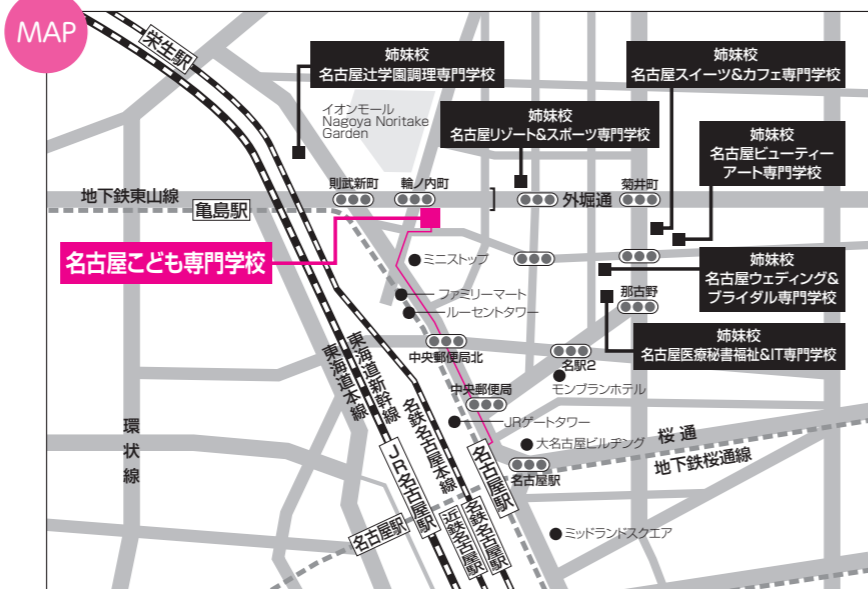 MAP
栄生駅
姉妹校
名古屋辻学園調理専門学校
姉妹校
名古屋スイーツ&カフェ専門学校
イオンモール
Nagoya Noritake
Garden
姉妹校
名古屋リゾート&スポーツ専門学校
姉妹校
名古屋ビューティー
アート専門学校
地下鉄東山線
亀島駅
則武新町
輪ノ内町
外堀通
菊井町
名古屋こども専門学校
ミニストップ
姉妹校
名古屋ウェディング&
ブライダル専門学校
ファミリーマート
ルーセントタワー
那古野
姉妹校
名古屋医療秘書福祉&IT専門学校
中央郵便局北
名駅2
モンブランホテル
東海道本線
東海道新幹線
名鉄名古屋本線
中央郵便局
JRゲートタワー
大名古屋ビルヂング
桜通
地下鉄桜通線
環状線
JR名古屋駅
名古屋駅
名古屋駅
名古屋駅
近鉄名古屋駅
名鉄名古屋駅
ミッドランドスクエア